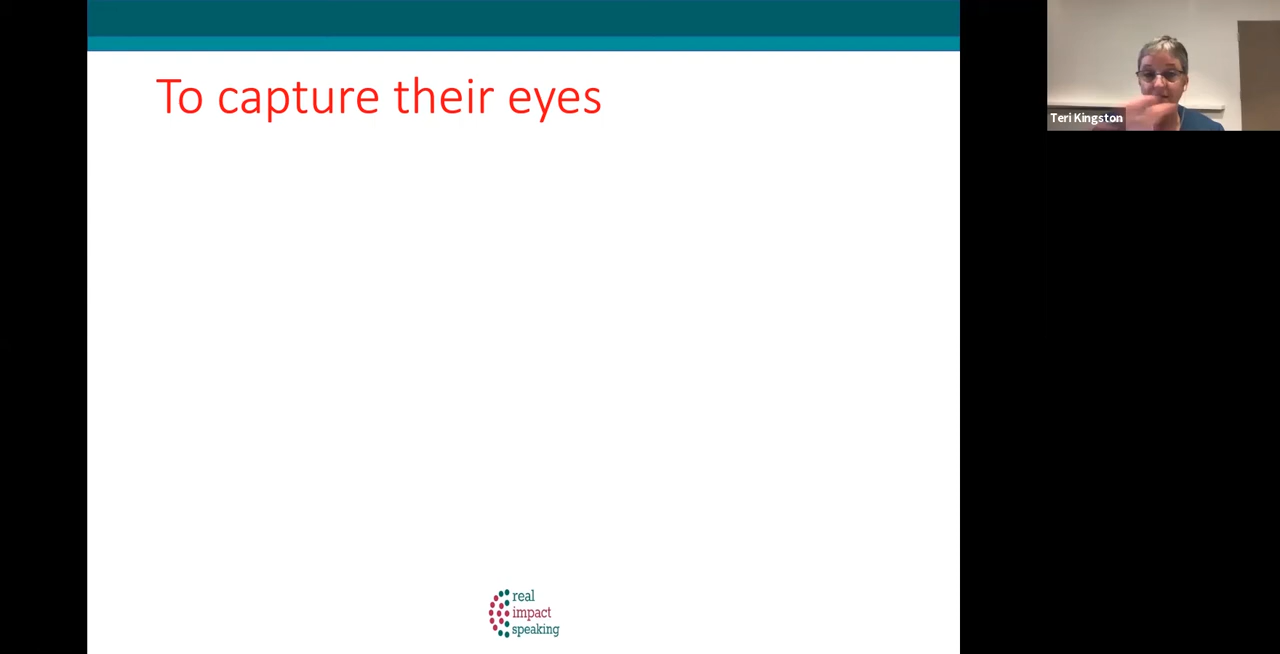 To capture their eyes
Teri Kingston
real
impact
speaking